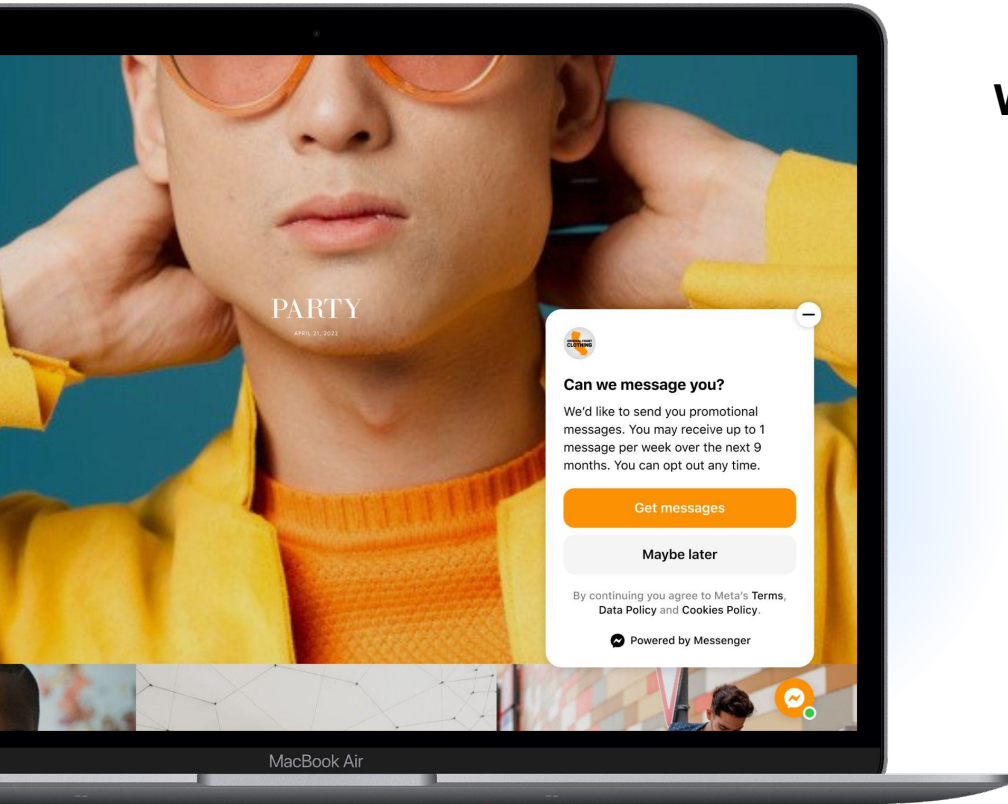 PARTY
APRIL 21, 2022
CLOTHING
Can we message you?
We'd like to send you promotional
messages. You may receive up to 1
message per week over the next 9
months. You can opt out any time.
Get messages
Maybe later
By continuing you agree to Meta's Terms,
Data Policy and Cookies Policy.
Powered by Messenger
MacBook Air